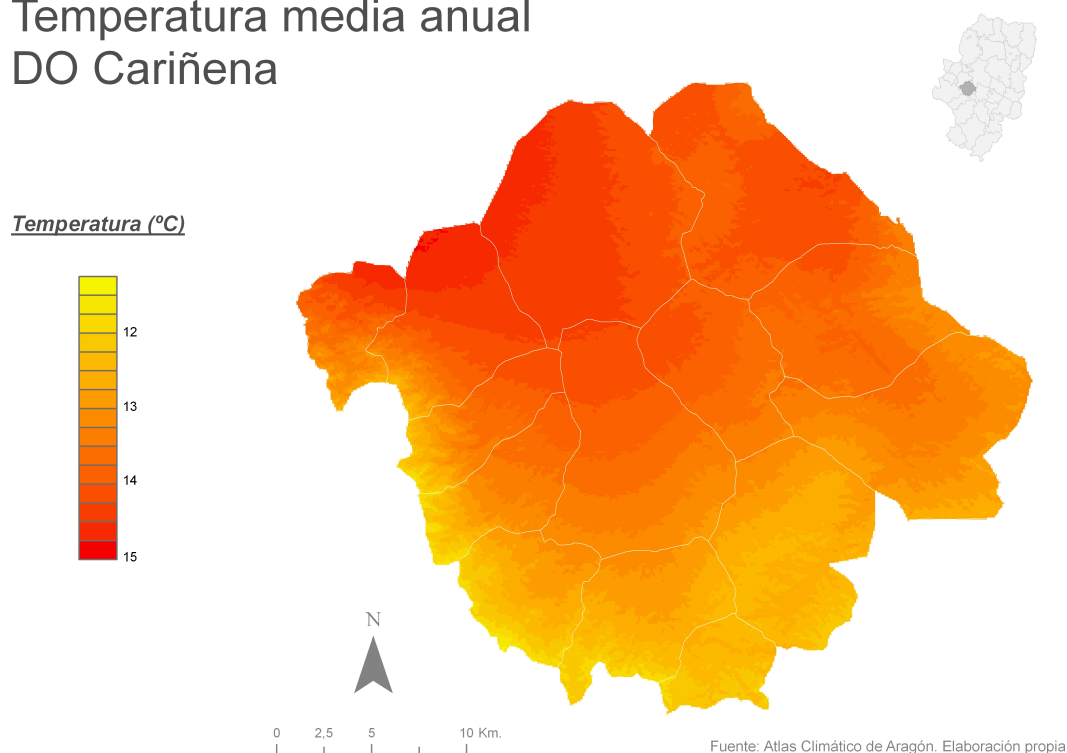 Temperatura media anual
DO Cariñena
Temperatura (ºC)
12
13
14
15
N
0 2,5 5 10 Km.
Fuente: Atlas Climático de Aragón. Elaboración propia